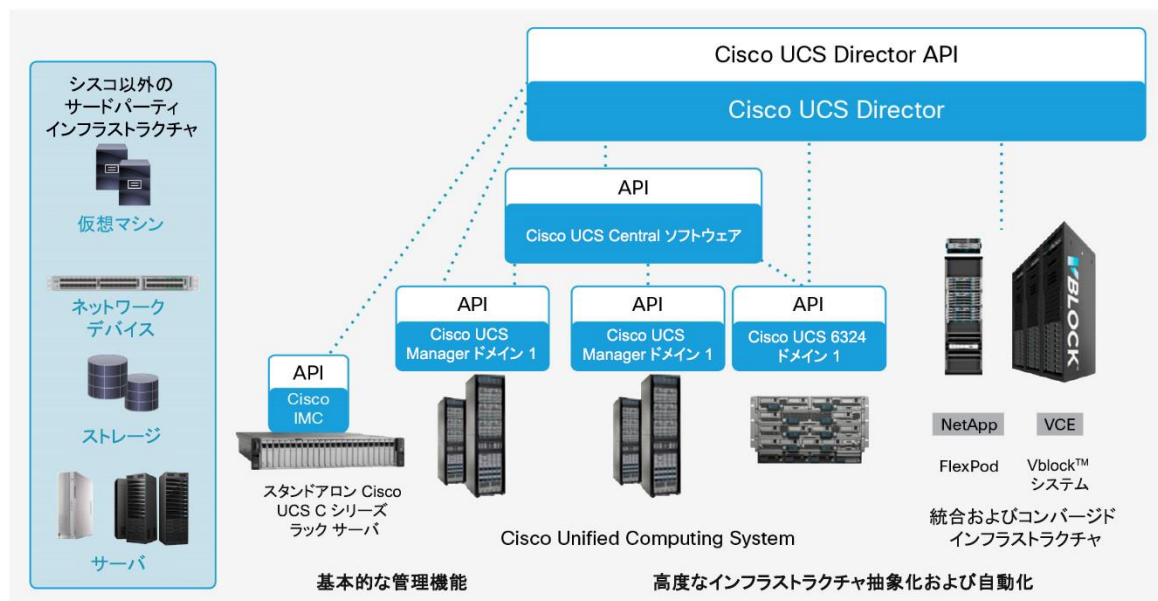 シスコ以外の
サードパーティ
インフラストラクチャ
仮想マシン
ネットワーク
デバイス
ストレージ
サーバ
Cisco UCS Director API
Cisco UCS Director
API
Cisco UCS Central ソフトウェア
API
Cisco UCS
Manager ドメイン 1
API
Cisco UCS
Manager ドメイン 1
API
Cisco UCS 6324
ドメイン 1
API
Cisco
IMC
スタンドアロン Cisco
UCS C シリーズ
ラック サーバ
Cisco Unified Computing System
VBLOCK
NetApp
FlexPod
VCE
Vblock™
システム
統合およびコンバージド
インフラストラクチャ
基本的な管理機能
高度なインフラストラクチャ抽象化および自動化